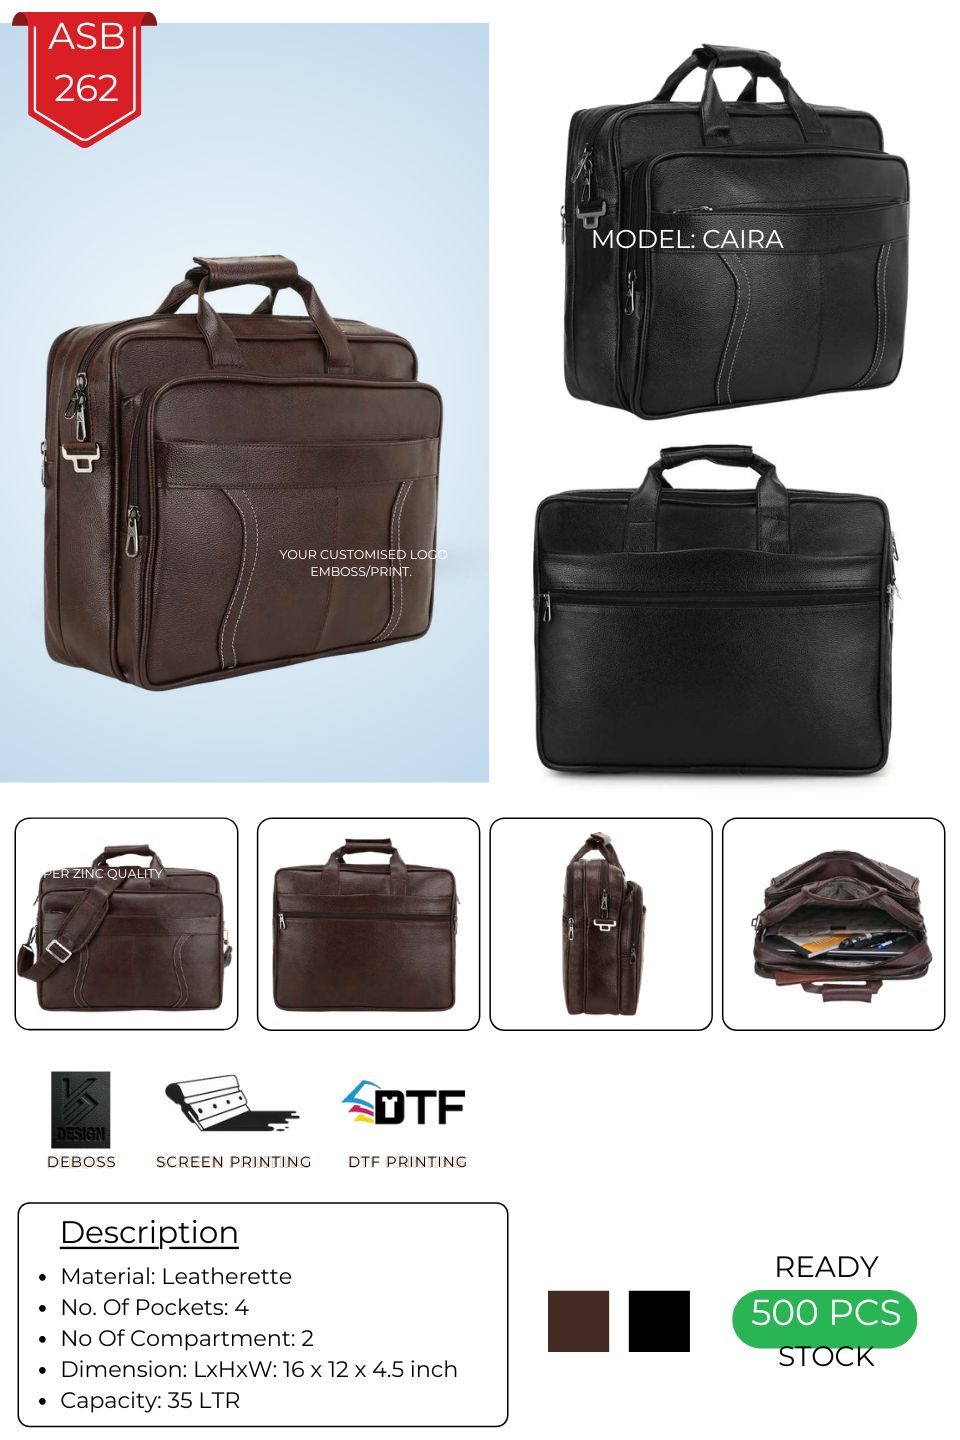 ASB
262
MODEL: CAIRA
YOUR CUSTOMISED LOGO
EMBOSS/PRINT.
PER ZINC QUALITY
DESIGN
DTF
DEBOSS
SCREEN PRINTING
DTF PRINTING
Description
• Material: Leatherette
• No. Of Pockets: 4
• No Of Compartment: 2
• Dimension: LxHxW: 16 x 12 x 4.5 inch
• Capacity: 35 LTR
READY
500 PCS
STOCK